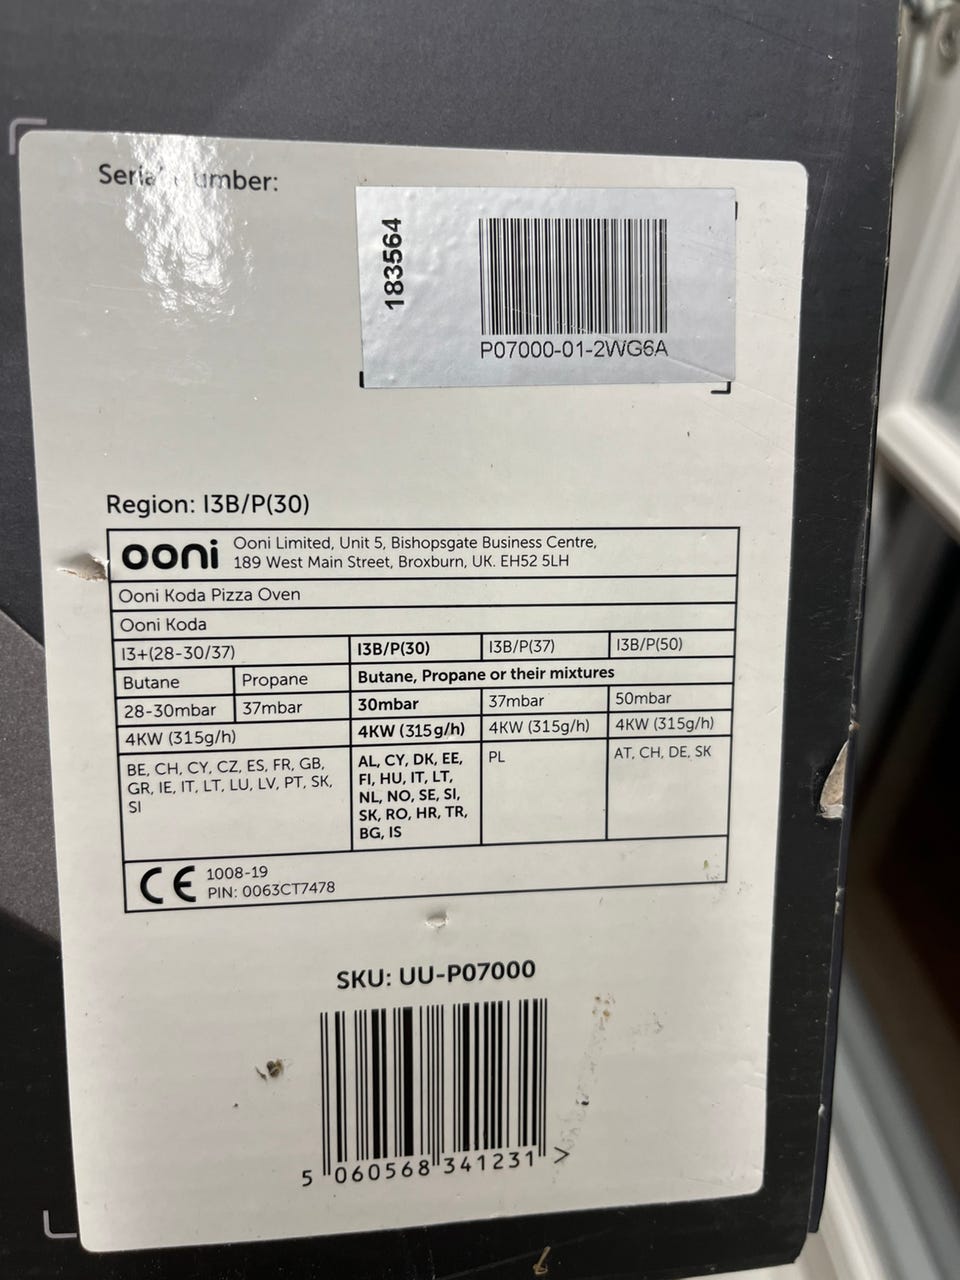 Serial number:
183564
P07000-01-2WG6A
Region: I3B/P(30)
ooni
Ooni Limited, Unit 5, Bishopsgate Business Centre,
189 West Main Street, Broxburn, UK. EH52 5LH
Ooni Koda Pizza Oven
Ooni Koda
I3+(28-30/37) I3B/P(30) I3B/P(37) I3B/P(50)
Butane Propane Butane, Propane or their mixtures
28-30mbar 37mbar 30mbar 37mbar 50mbar
4KW (315g/h) 4KW (315g/h) 4KW (315g/h) 4KW (315g/h)
BE, CH, CY, CZ, ES, FR, GB,
GR, IE, IT, LT, LU, LV, PT, SK,
SI
AL, CY, DK, EE,
FI, HU, IT, LT,
NL, NO, SE, SI,
SK, RO, HR, TR,
BG, IS
PL
AT, CH, DE, SK
CE
1008-19
PIN: 0063CT7478
SKU: UU-P07000
5 060568 341231 >